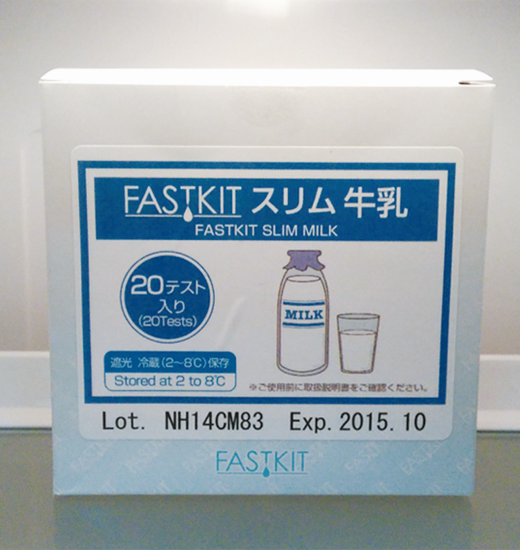 FASTKIT スリム 牛乳
FASTKIT SLIM MILK
20テスト
入り
(20Tests)
MILK
遮光 冷蔵(2~8℃)保存
Stored at 2 to 8℃
※ご使用前に取扱説明書をご確認ください。
Lot. NH14CM83 Exp. 2015.10
FASTKIT